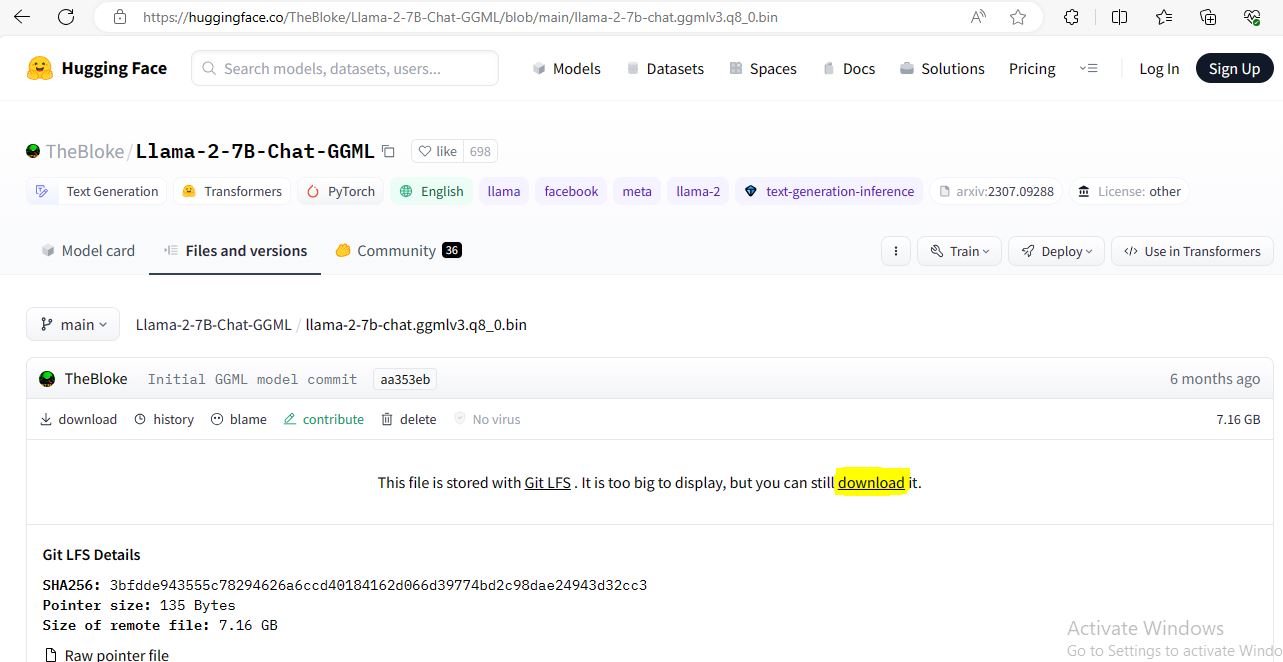 https://huggingface.co/TheBloke/Llama-2-7B-Chat-GGML/blob/main/llama-2-7b-chat.ggmlv3.q8_0.bin
Hugging Face Search models, datasets, users... Models Datasets Spaces Docs Solutions Pricing Log In Sign Up
TheBloke/Llama-2-7B-Chat-GGML like 698
Text Generation Transformers PyTorch English llama facebook meta llama-2 text-generation-inference arxiv:2307.09288 License: other
Model card Files and versions Community 36 Train Deploy Use in Transformers
main Llama-2-7B-Chat-GGML / llama-2-7b-chat.ggmlv3.q8_0.bin
TheBloke Initial GGML model commit aa353eb 6 months ago
download history blame contribute delete No virus 7.16 GB
This file is stored with Git LFS . It is too big to display, but you can still download it.
Git LFS Details
SHA256: 3bfdde943555c78294626a6ccd40184162d066d39774bd2c98dae24943d32cc3
Pointer size: 135 Bytes
Size of remote file: 7.16 GB
Raw pointer file
Activate Windows
Go to Settings to activate Windo